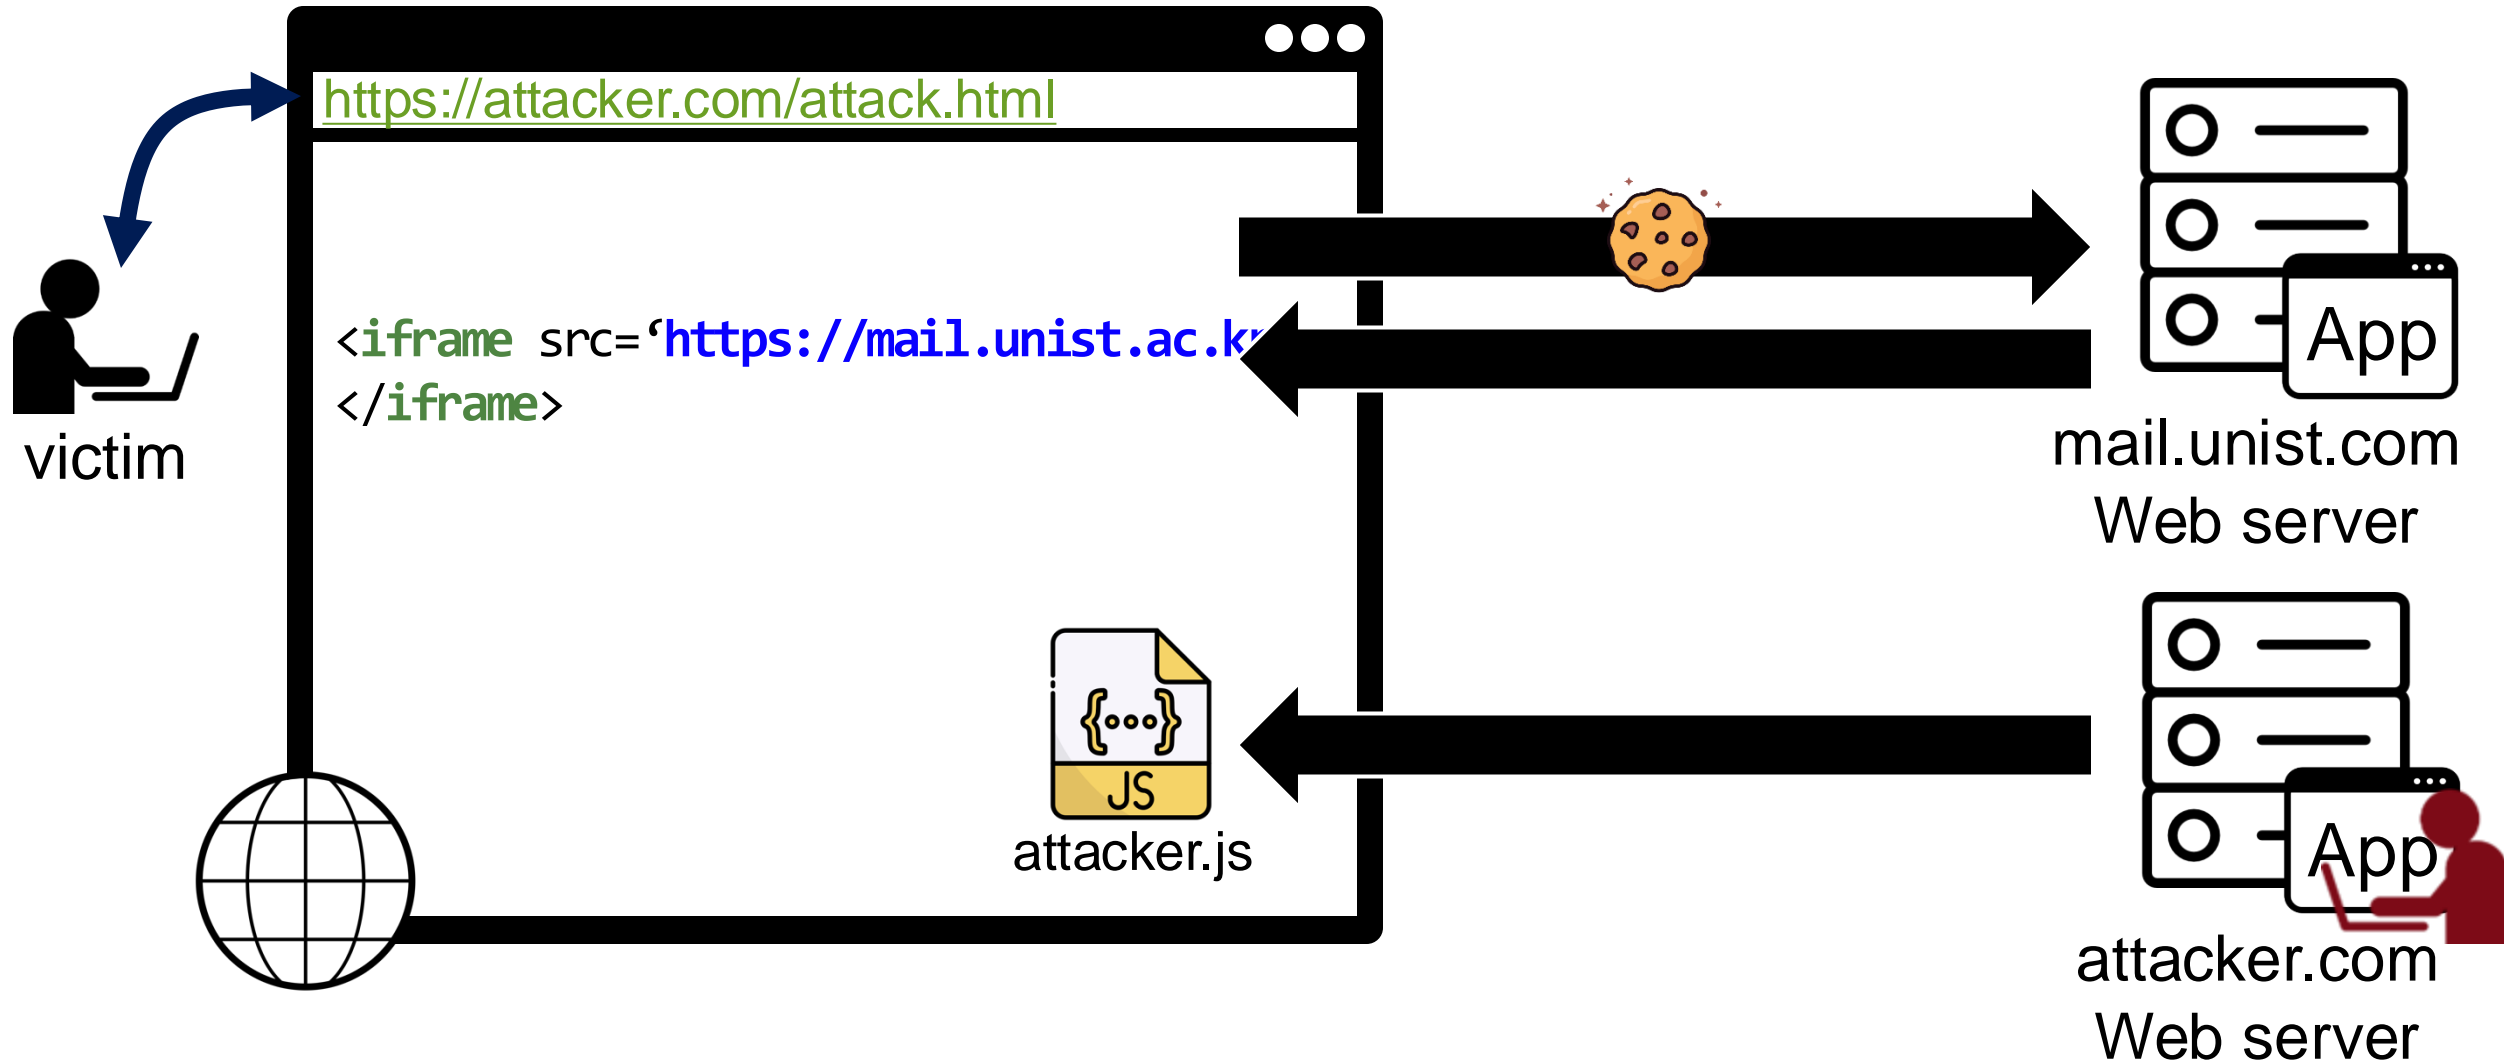 https://attacker.com/attack.html
<iframe src=‘https://mail.unist.ac.kr
</iframe>
victim
App
mail.unist.com
Web server
JS
attacker.js
App
attacker.com
Web server